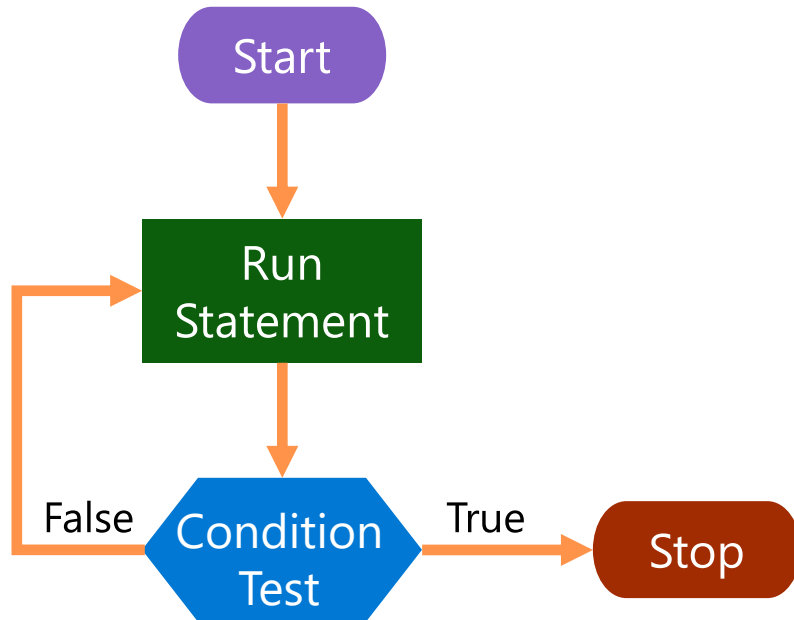 Start
Run
Statement
False
True
Condition
Test
Stop